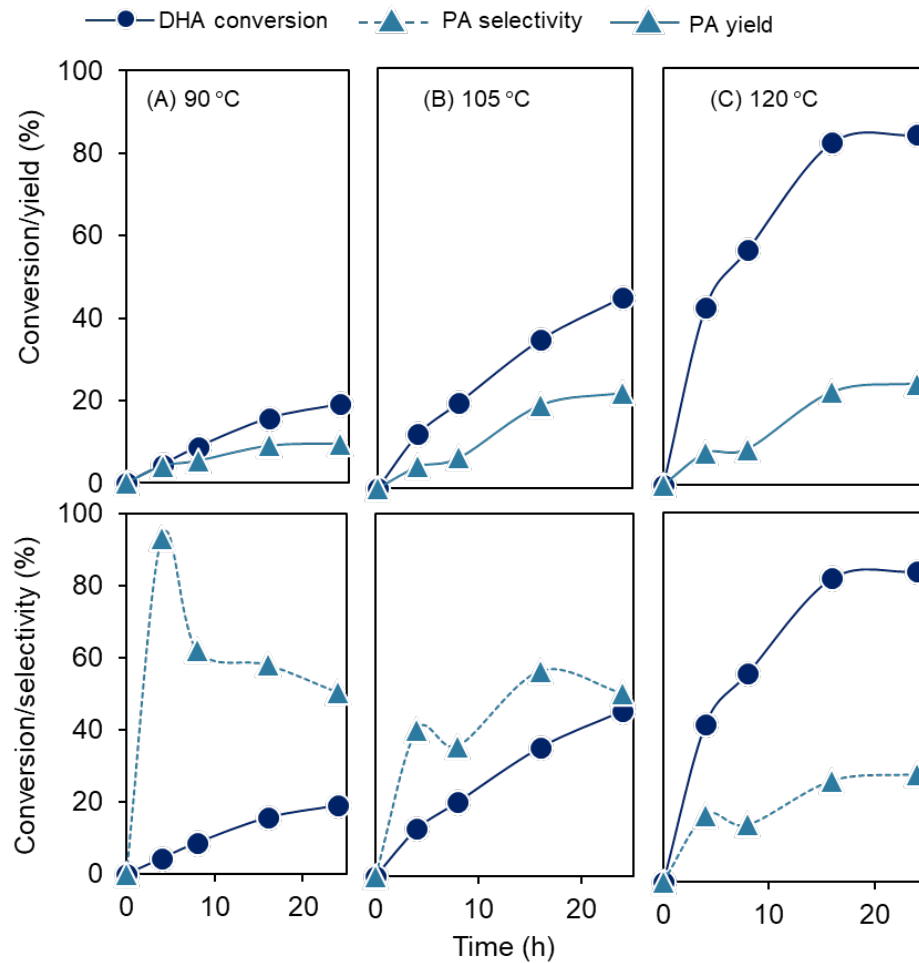 DHA conversion PA selectivity PA yield
(A) 90 °C (B) 105 °C (C) 120 °C
Conversion/yield (%)
100
80
60
40
20
0
Conversion/selectivity (%)
100
80
60
40
20
0
0 10 20 0 10 20 0 10 20
Time (h)